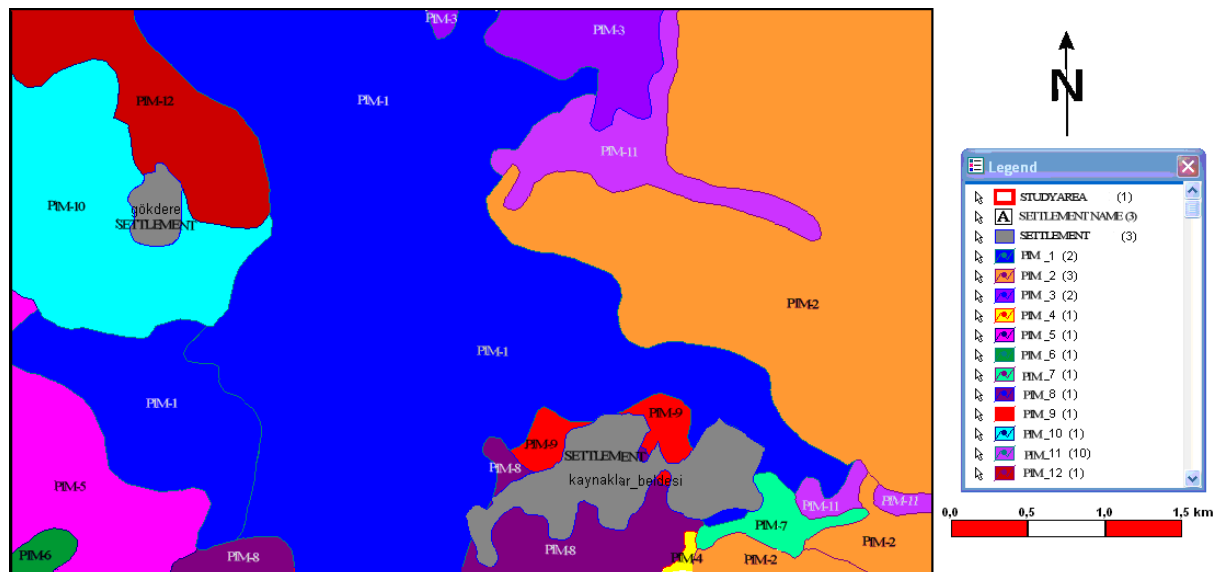 PIM-3
PIM-3
PIM-12
PIM-1
PIM-11
PIM-10
gökdere
SETTLEMENT
PIM-2
PIM-1
PIM-1
PIM-9
PIM-9
SETTLEMENT
PIM-8
kaynaklar_beldesi
PIM-5
PIM-11
PIM-11
PIM-7
PIM-6
PIM-8
PIM-8
PIM-4
PIM-2
PIM-2
N
Legend
STUDYAREA (1)
A SETTLEMENT NAME (3)
SETTLEMENT (3)
PIM_1 (2)
PIM_2 (3)
PIM_3 (2)
PIM_4 (1)
PIM_5 (1)
PIM_6 (1)
PIM_7 (1)
PIM_8 (1)
PIM_9 (1)
PIM_10 (1)
PIM_11 (10)
PIM_12 (1)
0,0 0,5 1,0 1,5 km